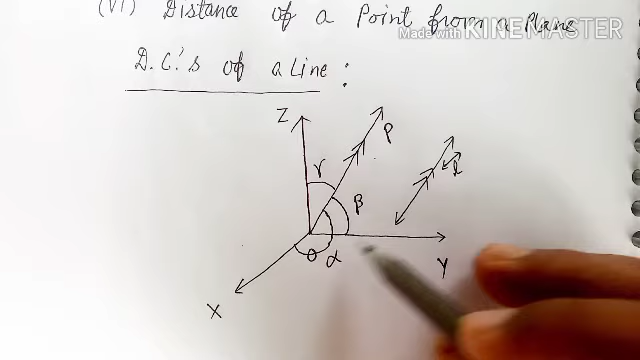 (VI) Distance of a Point from a Plane
Made with KINEMASTER
D.C.'s of a Line :
Z
P
γ
l
β
O α
Y
X